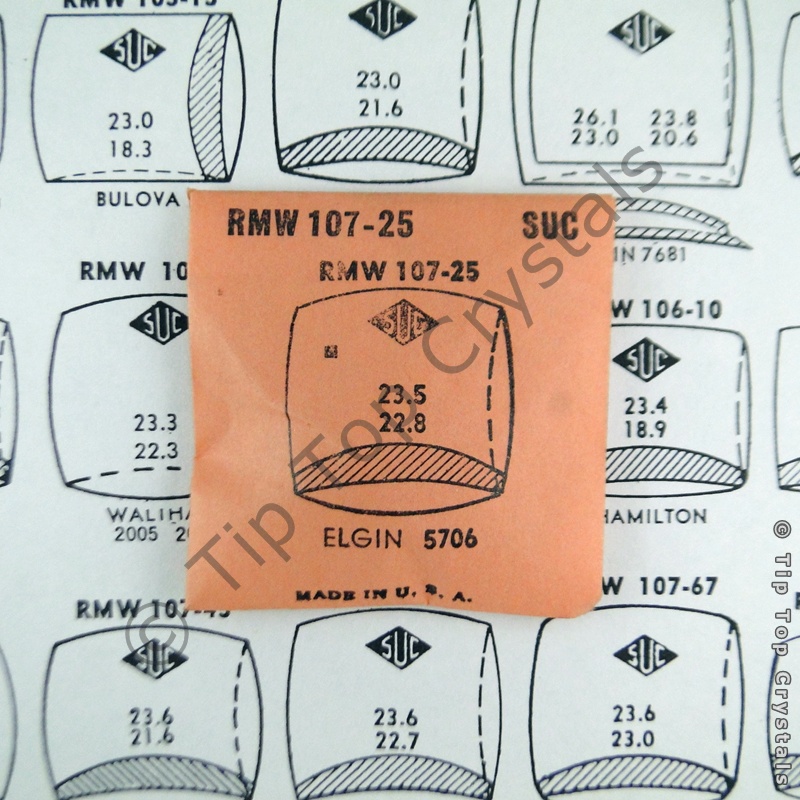 SUC
23.0
18.3
BULOVA
SUC
23.0
21.6
SUC
26.1 23.8
23.0 20.6
IN 7681
RMW 107-25 SUC
RMW 107-25
SUC
23.5
22.8
ELGIN 5706
MADE IN U. S. A.
RMW 10
SUC
23.3
22.3
WALTHA
2005 20
W 106-10
SUC
23.4
18.9
HAMILTON
RMW 107-45
SUC
23.6
21.6
SUC
23.6
22.7
W 107-67
SUC
23.6
23.0
© Tip Top Crystals
© Tip Top Crystals